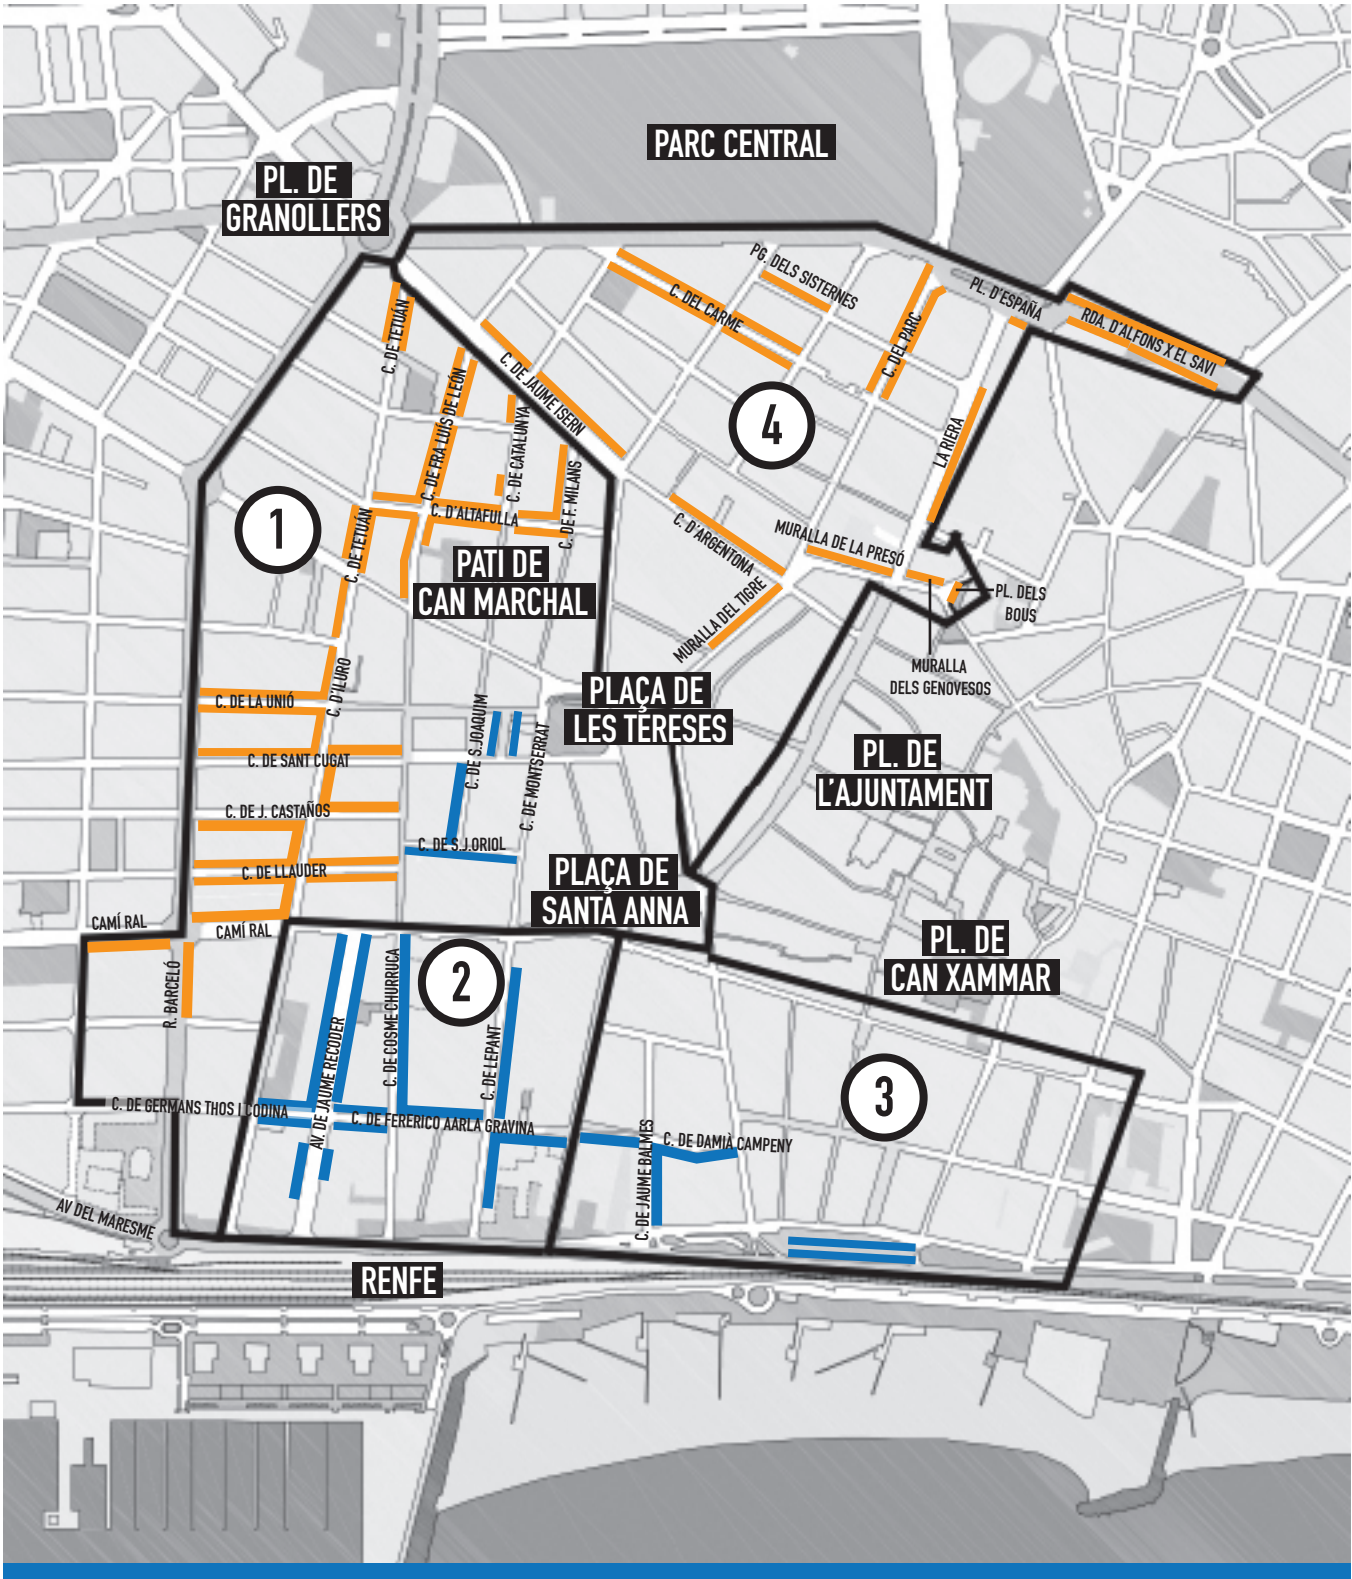 PARC CENTRAL
PL. DE
GRANOLLERS
PG. DELS SISTERNES
C. DEL CARME
PL. D'ESPAÑA
RDA. D'ALFONS X EL SAVI
C. DE TETUÁN
C. DEL PARC
C. DE JAUME ISERN
C. DE FRA LUÍS DE LEÓN
C. DE CATALUNYA
4
LA RIERA
C. DE F. MILANS
C. D'ALTAFULLA
1
C. DE TETUÁN
C. D'ARGENTONA
MURALLA DE LA PRESÓ
PATI DE
CAN MARCHAL
PL. DELS
BOUS
MURALLA DEL TIGRE
MURALLA
DELS GENOVESOS
C. D'ILURO
C. DE LA UNIÓ
PLAÇA DE
LES TERESES
C. DE S.JOAQUIM
C. DE MONTSERRAT
C. DE SANT CUGAT
PL. DE
L'AJUNTAMENT
C. DE J. CASTAÑOS
C. DE S.J.ORIOL
C. DE LLAUDER
PLAÇA DE
SANTA ANNA
CAMÍ RAL
CAMÍ RAL
PL. DE
CAN XAMMAR
R. BARCELÓ
2
C. DE COSME CHURRUCA
AV. DE JAUME RECODER
C. DE LEPANT
3
C. DE GERMANS THOS I CODINA
C. DE FERERICO AARLA GRAVINA
C. DE DAMIÀ CAMPENY
C. DE JAUME BALMES
AV DEL MARESME
RENFE